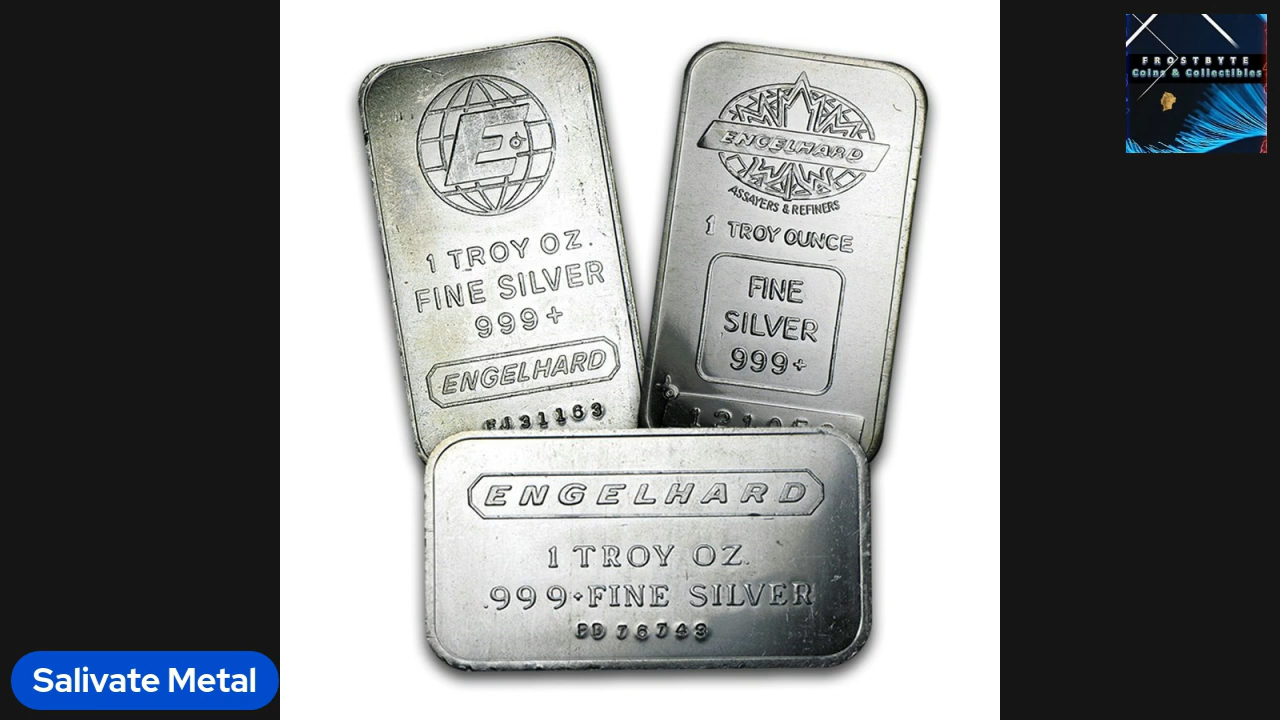 FROSTBYTE
Coins & Collectibles
E
1 TROY OZ.
FINE SILVER
999+
ENGELHARD
ENGELHARD
ASSAYERS & REFINERS
1 TROY OUNCE
FINE
SILVER
999+
ENGELHARD
1 TROY OZ.
.999+FINE SILVER
76743
Salivate Metal